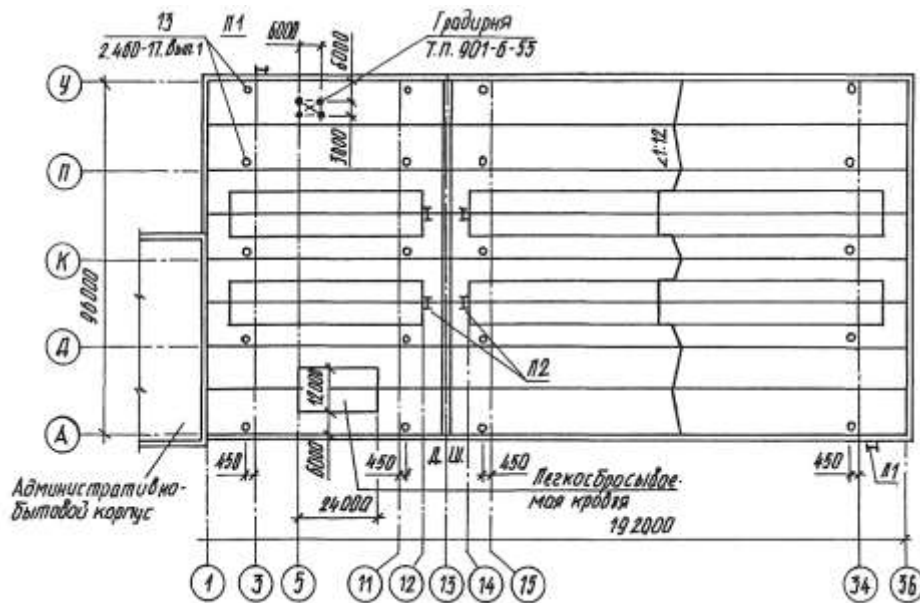 13
2.460-17. вып.1
П1
6000
Градирня
Т.П. 901-6-55
6000
3000
У
П
К
Д
А
96000
∠1:12
П2
12000
6000
450
450
Д.Ш.
450
450
П1
Административно-
бытовой корпус
24000
Легкосбрасывае-
мая кровля
192000
1
3
5
11
12
13
14
15
34
36